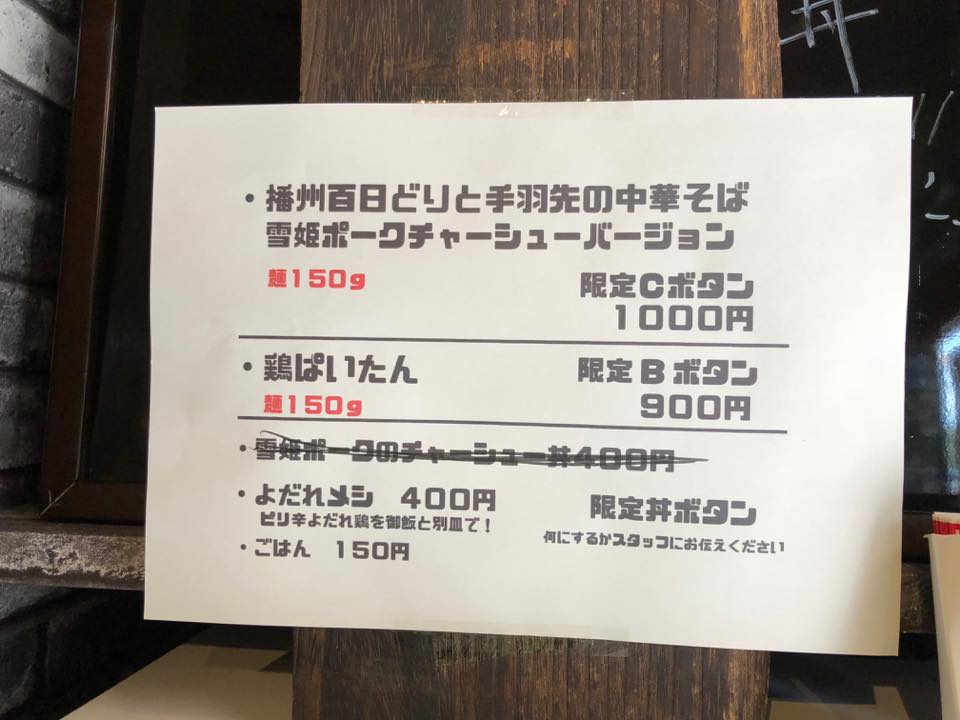 ・播州百日どりと手羽先の中華そば
雪姫ポークチャーシューバージョン
麺150g 限定Cボタン
1000円
・鶏ぱいたん 限定Bボタン
麺150g 900円
・雪姫ポークのチャーシュー丼400円
・よだれメシ 400円 限定丼ボタン
ピリ辛よだれ鶏を御飯と別皿で!
何にするかスタッフにお伝えください
・ごはん 150円